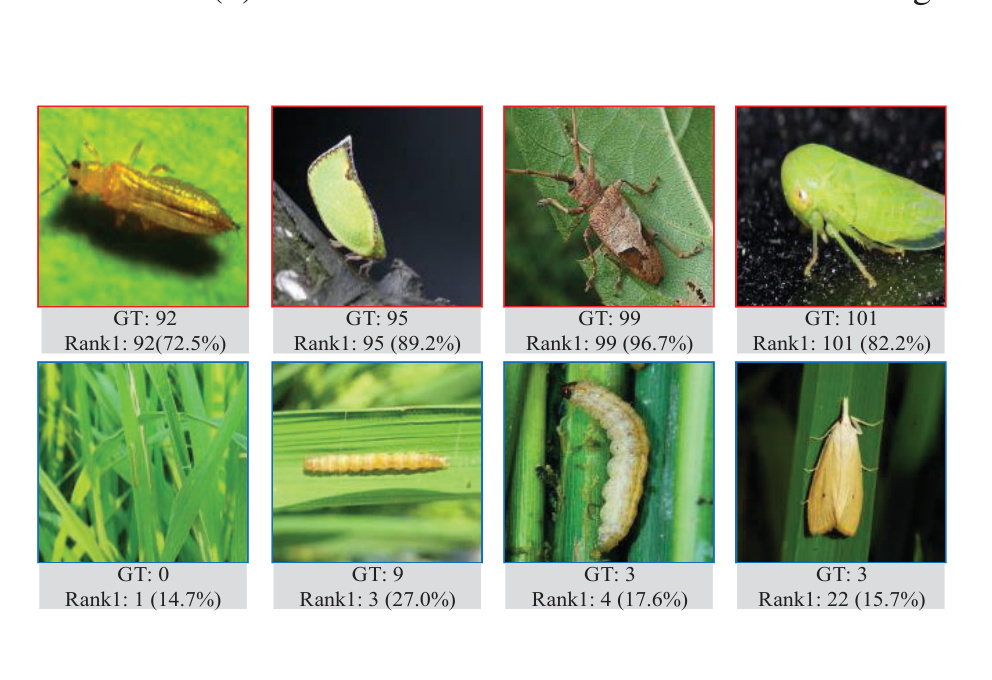 GT: 92
Rank1: 92(72.5%)
GT: 95
Rank1: 95 (89.2%)
GT: 99
Rank1: 99 (96.7%)
GT: 101
Rank1: 101 (82.2%)
GT: 0
Rank1: 1 (14.7%)
GT: 9
Rank1: 3 (27.0%)
GT: 3
Rank1: 4 (17.6%)
GT: 3
Rank1: 22 (15.7%)